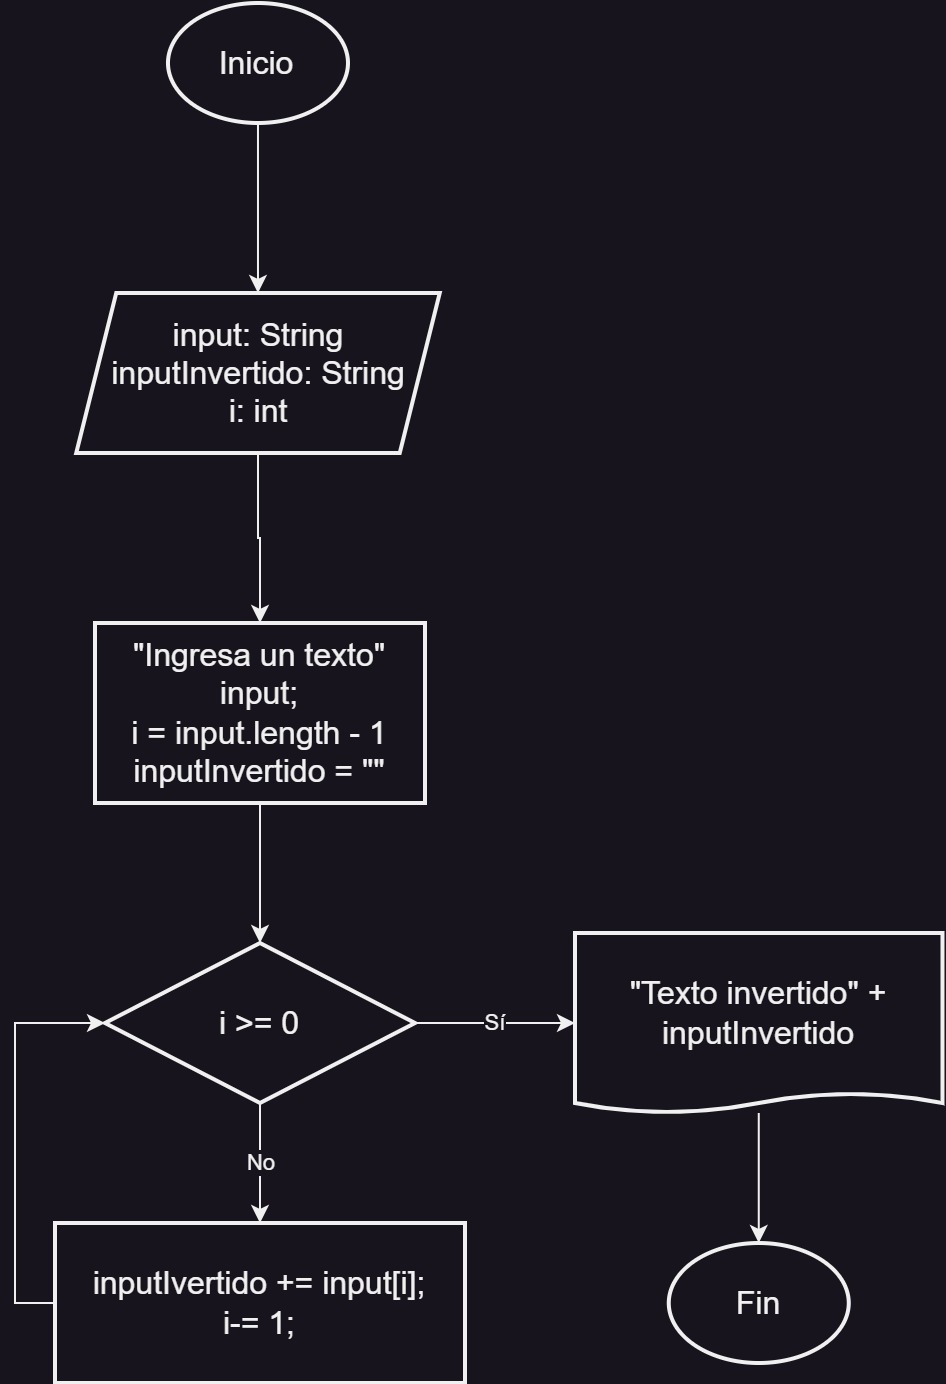 Inicio
input: String
inputInvertido: String
i: int
"Ingresa un texto"
input;
i = input.length - 1
inputInvertido = ""
i >= 0
Sí
"Texto invertido" +
inputInvertido
No
inputIvertido += input[i];
i-= 1;
Fin